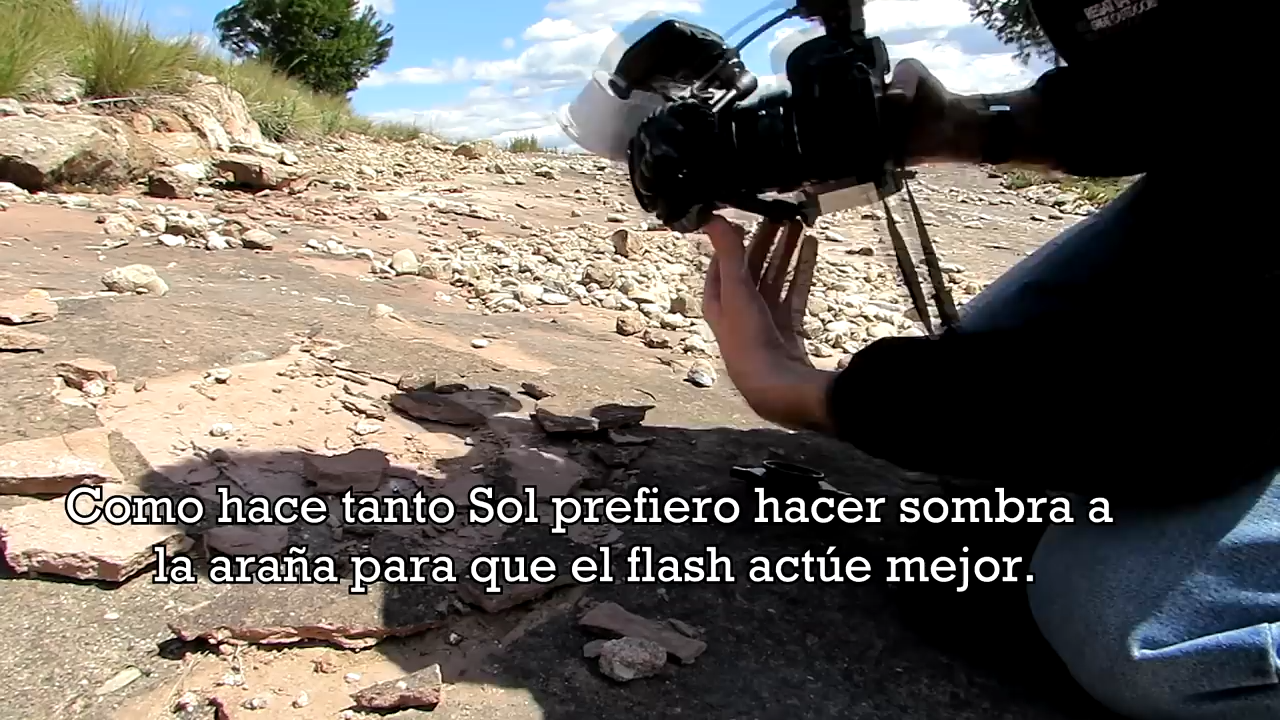 Como hace tanto Sol prefiero hacer sombra a
la araña para que el flash actúe mejor.